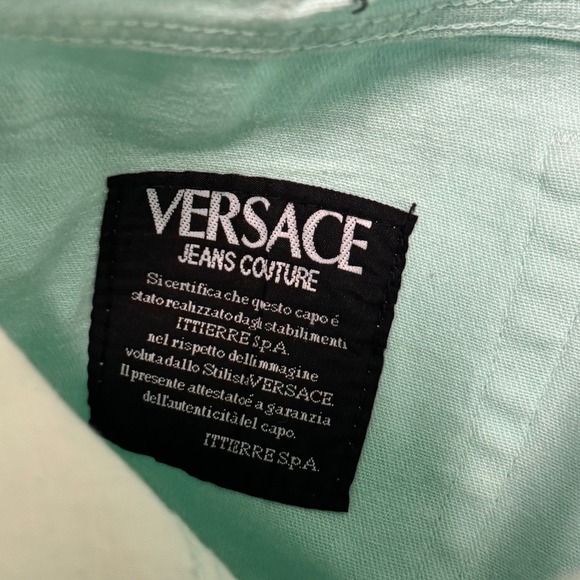 VERSACE
JEANS COUTURE
Si certifica che questo capo é
stato realizzato dagli stabilimenti
ITTIERRE S.p.A.
nel rispetto dell'immagine
voluta dallo Stilista VERSACE.
Il presente attestato é a garanzia
dell'autenticitá del capo.
ITTIERRE S.p.A.